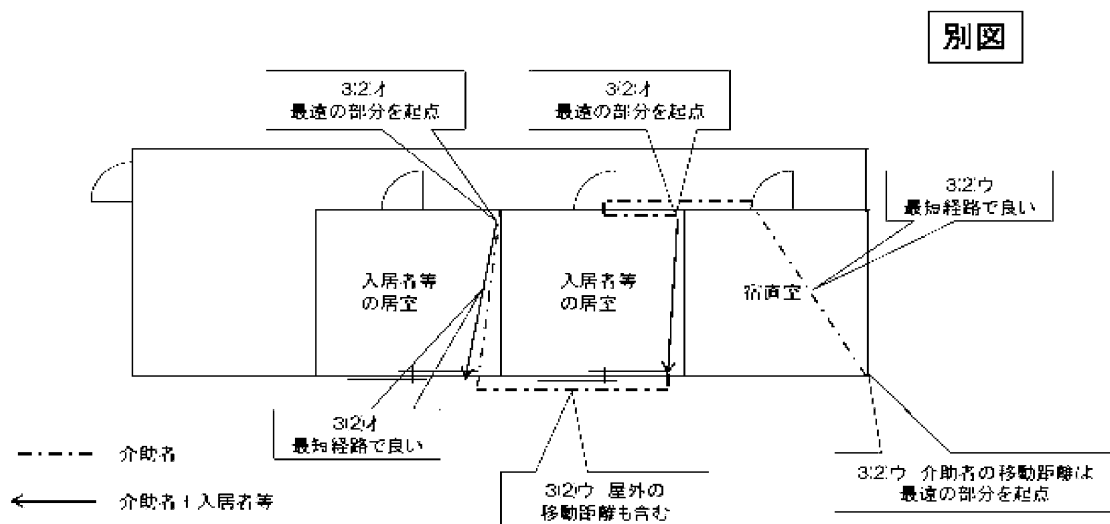 別図
3(2)オ
最遠の部分を起点
3(2)オ
最遠の部分を起点
3(2)ウ
最短経路で良い
入居者等
の居室
入居者等
の居室
宿直室
3(2)オ
最短経路で良い
介助者
介助者+入居者等
3(2)ウ 屋外の
移動距離も含む
3(2)ウ 介助者の移動距離は
最遠の部分を起点